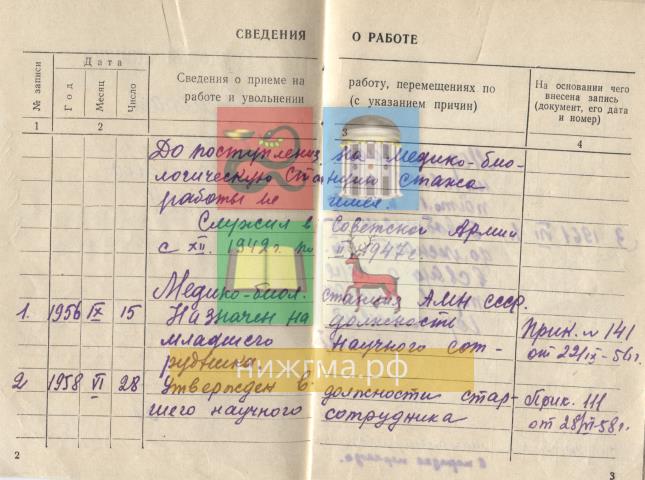 СВЕДЕНИЯ О РАБОТЕ
№ записи
Дата
Год
Месяц
Число
Сведения о приеме на работу, перемещениях по
работе и увольнении (с указанием причин)
На основании чего
внесена запись
(документ, его дата
и номер)
1 2 3 4
До поступления на Медико-био-
логическую Станцию стажа
работы не имел.
Служил в Советской Армии
с XII. 1942 г. по 1947 г.
Медико-биол. станция АМН СССР.
1. 1956 IX 15 Назначен на должность Прик. № 141
младшего научного сот- от 22/IX-56г.
рудника.
нижгма.рф
2 1958 VI 28 Утвержден в должности стар- Прик. 111
шего научного сотрудника от 28/VI-58г.
2
3